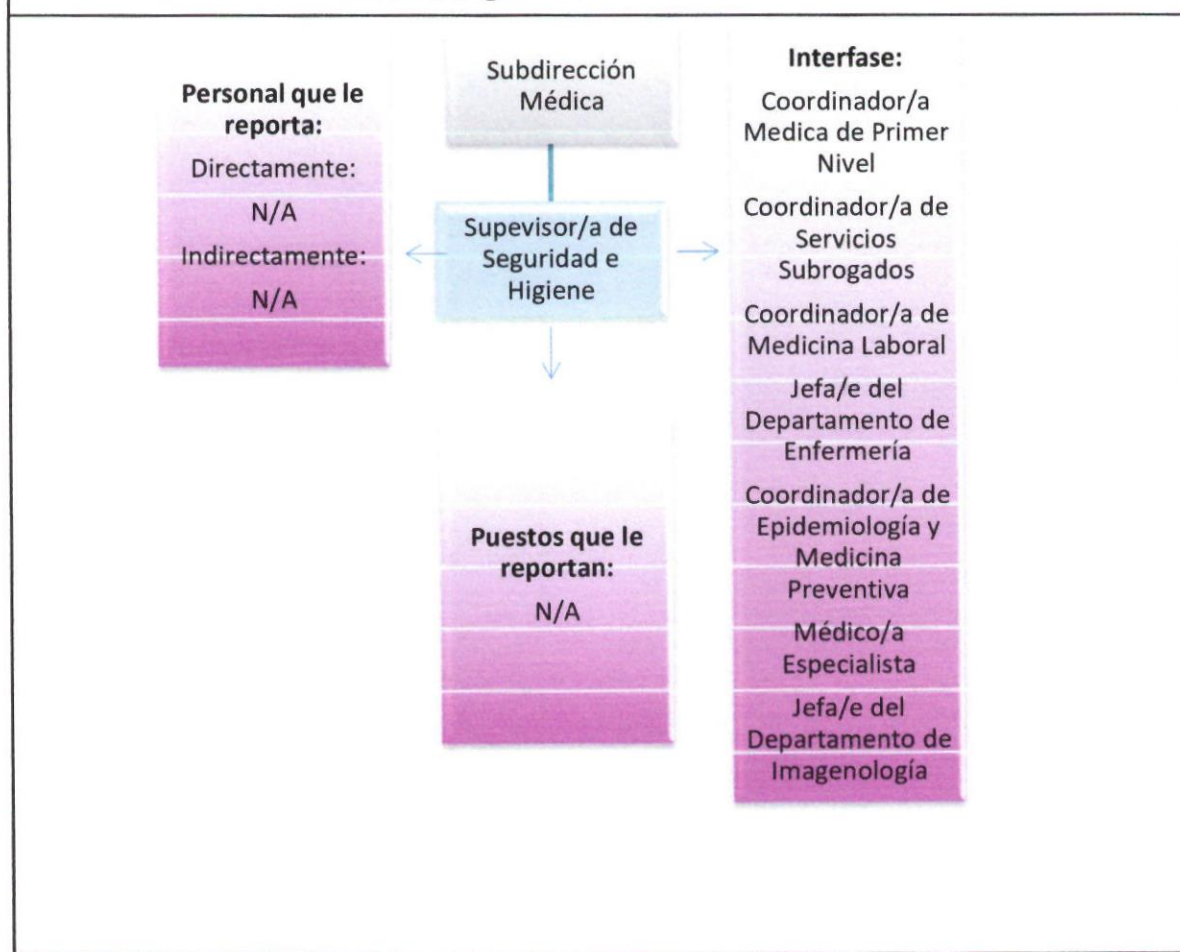 Subdirección
Médica
Personal que le
reporta:
Directamente:
N/A
Indirectamente:
N/A
Supevisor/a de
Seguridad e
Higiene
Puestos que le
reportan:
N/A
Interfase:
Coordinador/a
Medica de Primer
Nivel
Coordinador/a de
Servicios
Subrogados
Coordinador/a de
Medicina Laboral
Jefa/e del
Departamento de
Enfermería
Coordinador/a de
Epidemiología y
Medicina
Preventiva
Médico/a
Especialista
Jefa/e del
Departamento de
Imagenología